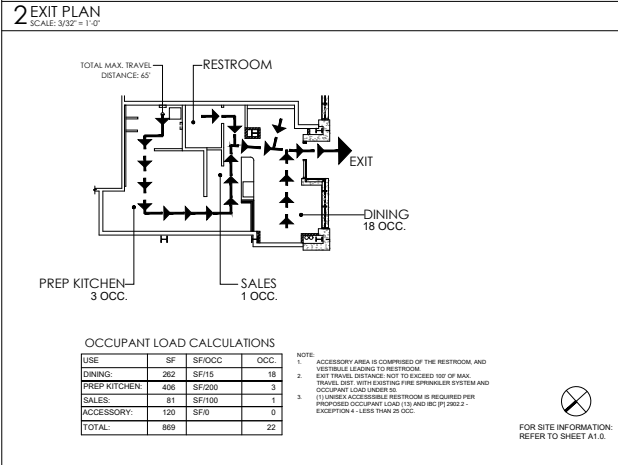 2 EXIT PLAN
SCALE: 3/32" = 1'-0"
TOTAL MAX. TRAVEL
DISTANCE: 65'
RESTROOM
EXIT
DINING
18 OCC.
PREP KITCHEN
3 OCC.
SALES
1 OCC.
OCCUPANT LOAD CALCULATIONS
USE SF SF/OCC OCC.
DINING: 262 SF/15 18
PREP KITCHEN: 406 SF/200 3
SALES: 81 SF/100 1
ACCESSORY: 120 SF/0 0
TOTAL: 869 22
NOTE:
1. ACCESSORY AREA IS COMPRISED OF THE RESTROOM, AND
VESTIBULE LEADING TO RESTROOM.
2. EXIT TRAVEL DISTANCE: NOT TO EXCEED 100' OF MAX.
TRAVEL DIST. WITH EXISTING FIRE SPRINKLER SYSTEM AND
OCCUPANT LOAD UNDER 50.
3. (1) UNISEX ACCESSSIBLE RESTROOM IS REQUIRED PER
PROPOSED OCCUPANT LOAD (13) AND IBC [P] 2902.2 -
EXCEPTION 4 - LESS THAN 25 OCC.
FOR SITE INFORMATION:
REFER TO SHEET A1.0.